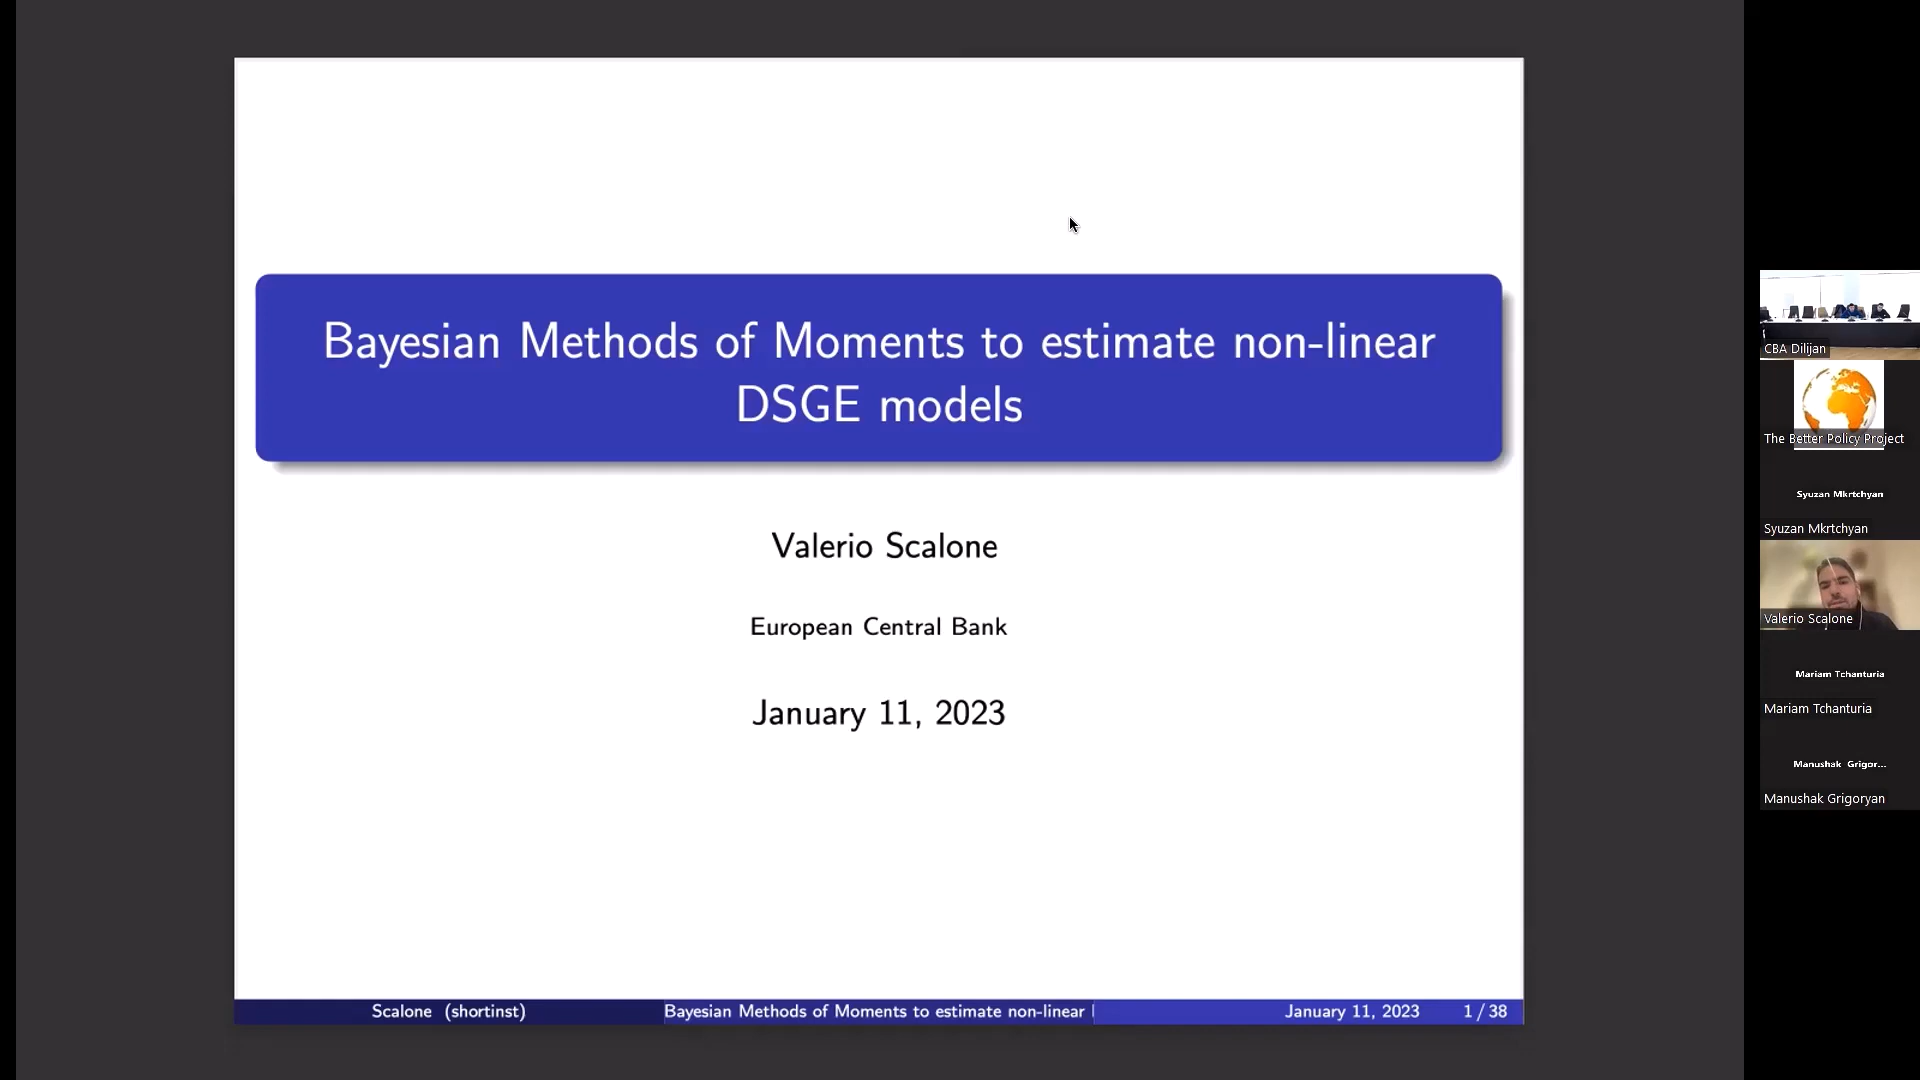 Bayesian Methods of Moments to estimate non-linear
DSGE models
Valerio Scalone
European Central Bank
January 11, 2023
Scalone (shortinst)
Bayesian Methods of Moments to estimate non-linear
January 11, 2023
1 / 38
CBA Dilijan
The Better Policy Project
Syuzan Mkrtchyan
Syuzan Mkrtchyan
Valerio Scalone
Mariam Tchanturia
Mariam Tchanturia
Manushak Grigor...
Manushak Grigoryan